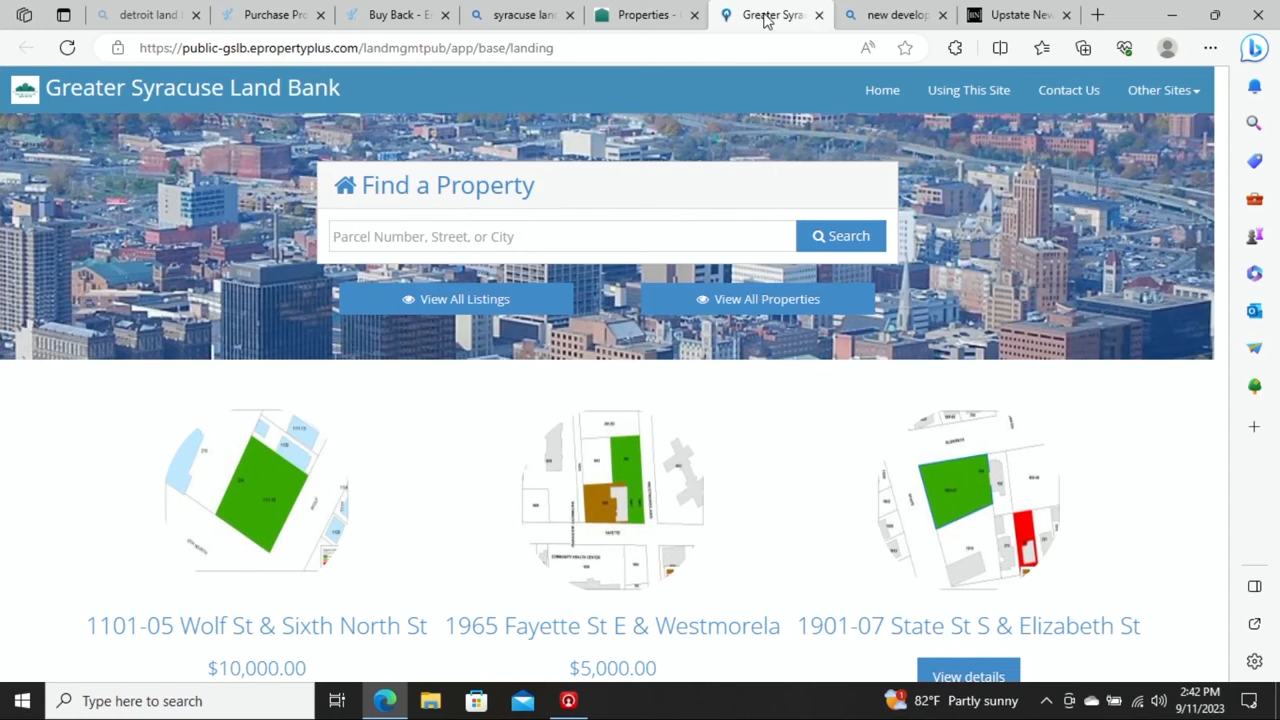 detroit land
Purchase Pro
Buy Back - E
syracuse lan
Properties -
Greater Syra
new develop
Upstate New
https://public-gslb.epropertyplus.com/landmgmtpub/app/base/landing
Greater Syracuse Land Bank
Home
Using This Site
Contact Us
Other Sites
Find a Property
Parcel Number, Street, or City
Search
View All Listings
View All Properties
1101-05 Wolf St & Sixth North St
1965 Fayette St E & Westmorela
1901-07 State St S & Elizabeth St
$10,000.00
$5,000.00
View details
Type here to search
1
82°F Partly sunny
2:42 PM
9/11/2023